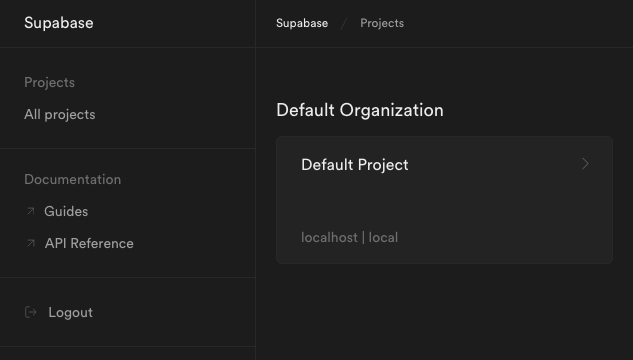 Supabase
Supabase / Projects
Projects
All projects
Documentation
Guides
API Reference
Logout
Default Organization
Default Project
localhost | local